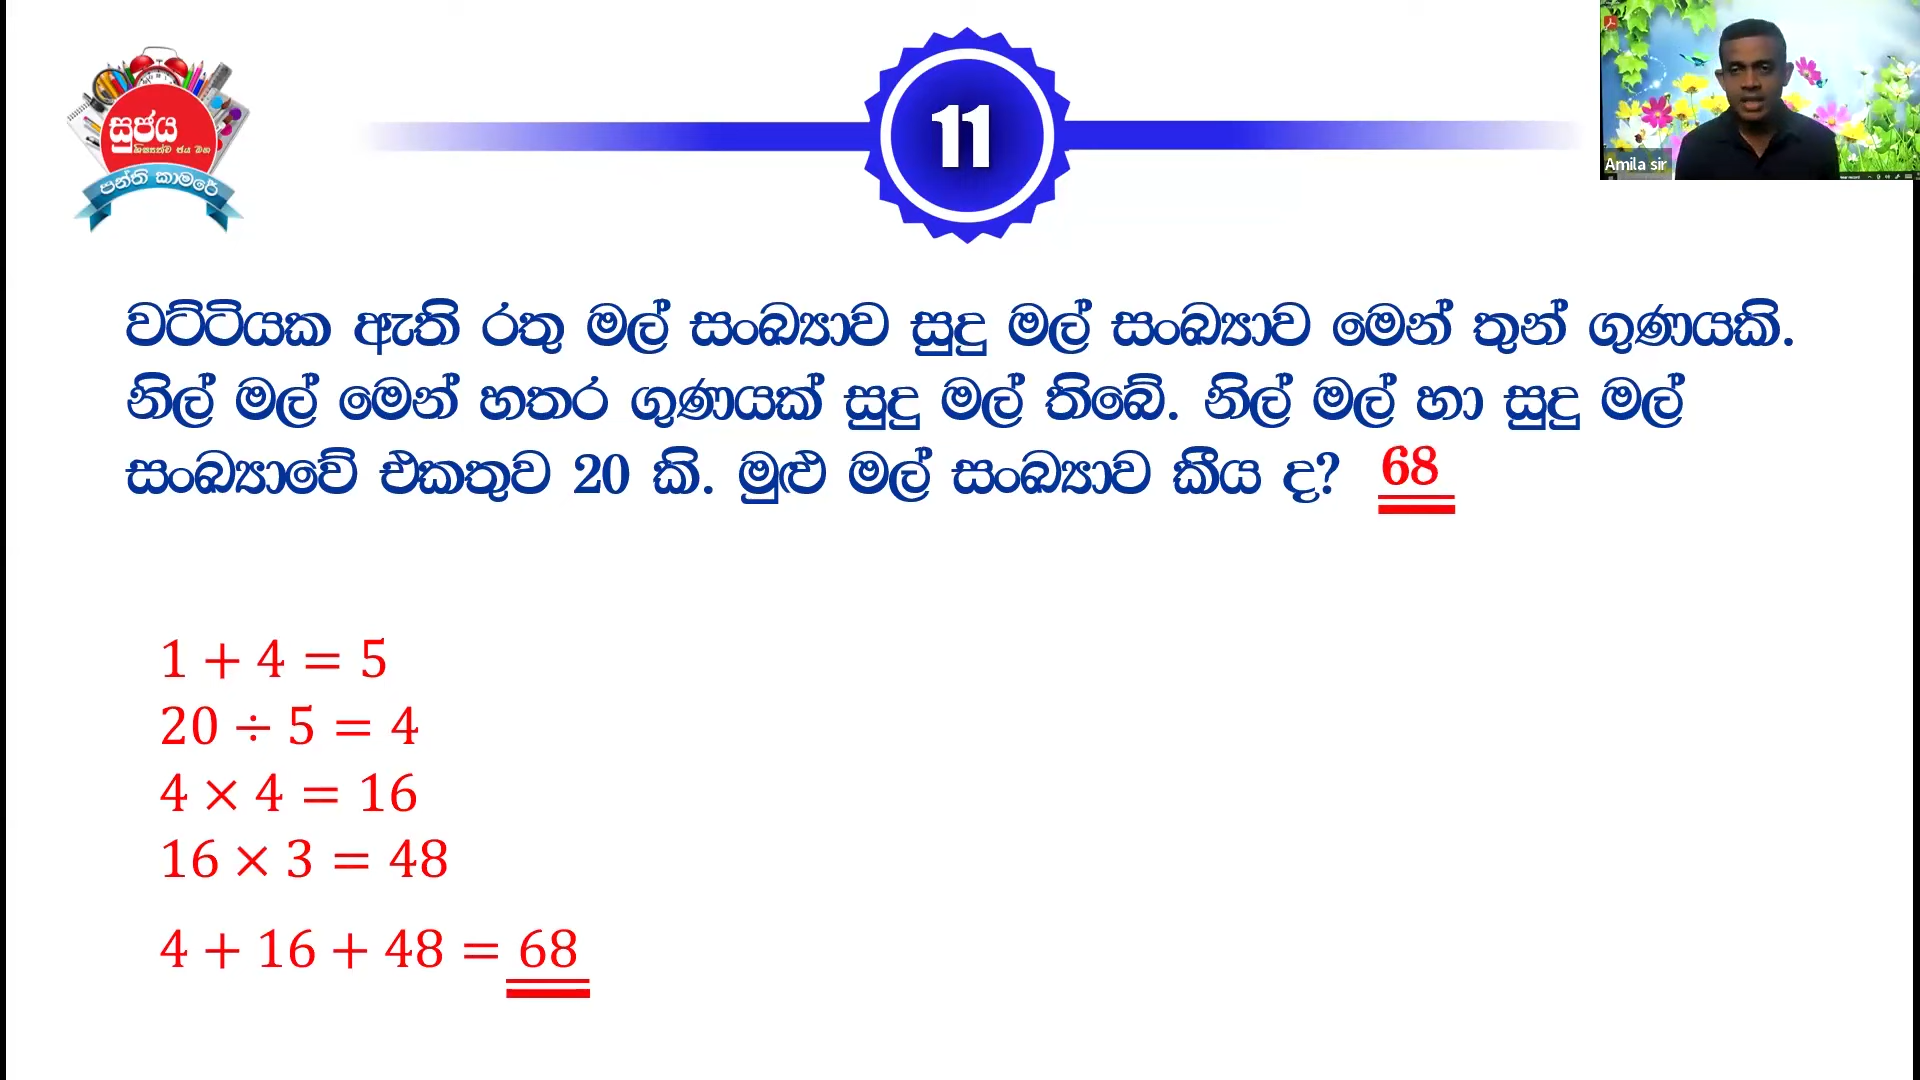 සුජය
පන්ති කාමරේ
11
Amila sir
වට්ටියක ඇති රතු මල් සංඛ්‍යාව සුදු මල් සංඛ්‍යාව මෙන් තුන් ගුණයකි.
නිල් මල් මෙන් හතර ගුණයක් සුදු මල් තිබේ. නිල් මල් හා සුදු මල්
සංඛ්‍යාවේ එකතුව 20 කි. මුළු මල් සංඛ්‍යාව කීය ද? 68
1 + 4 = 5
20 ÷ 5 = 4
4 × 4 = 16
16 × 3 = 48
4 + 16 + 48 = 68